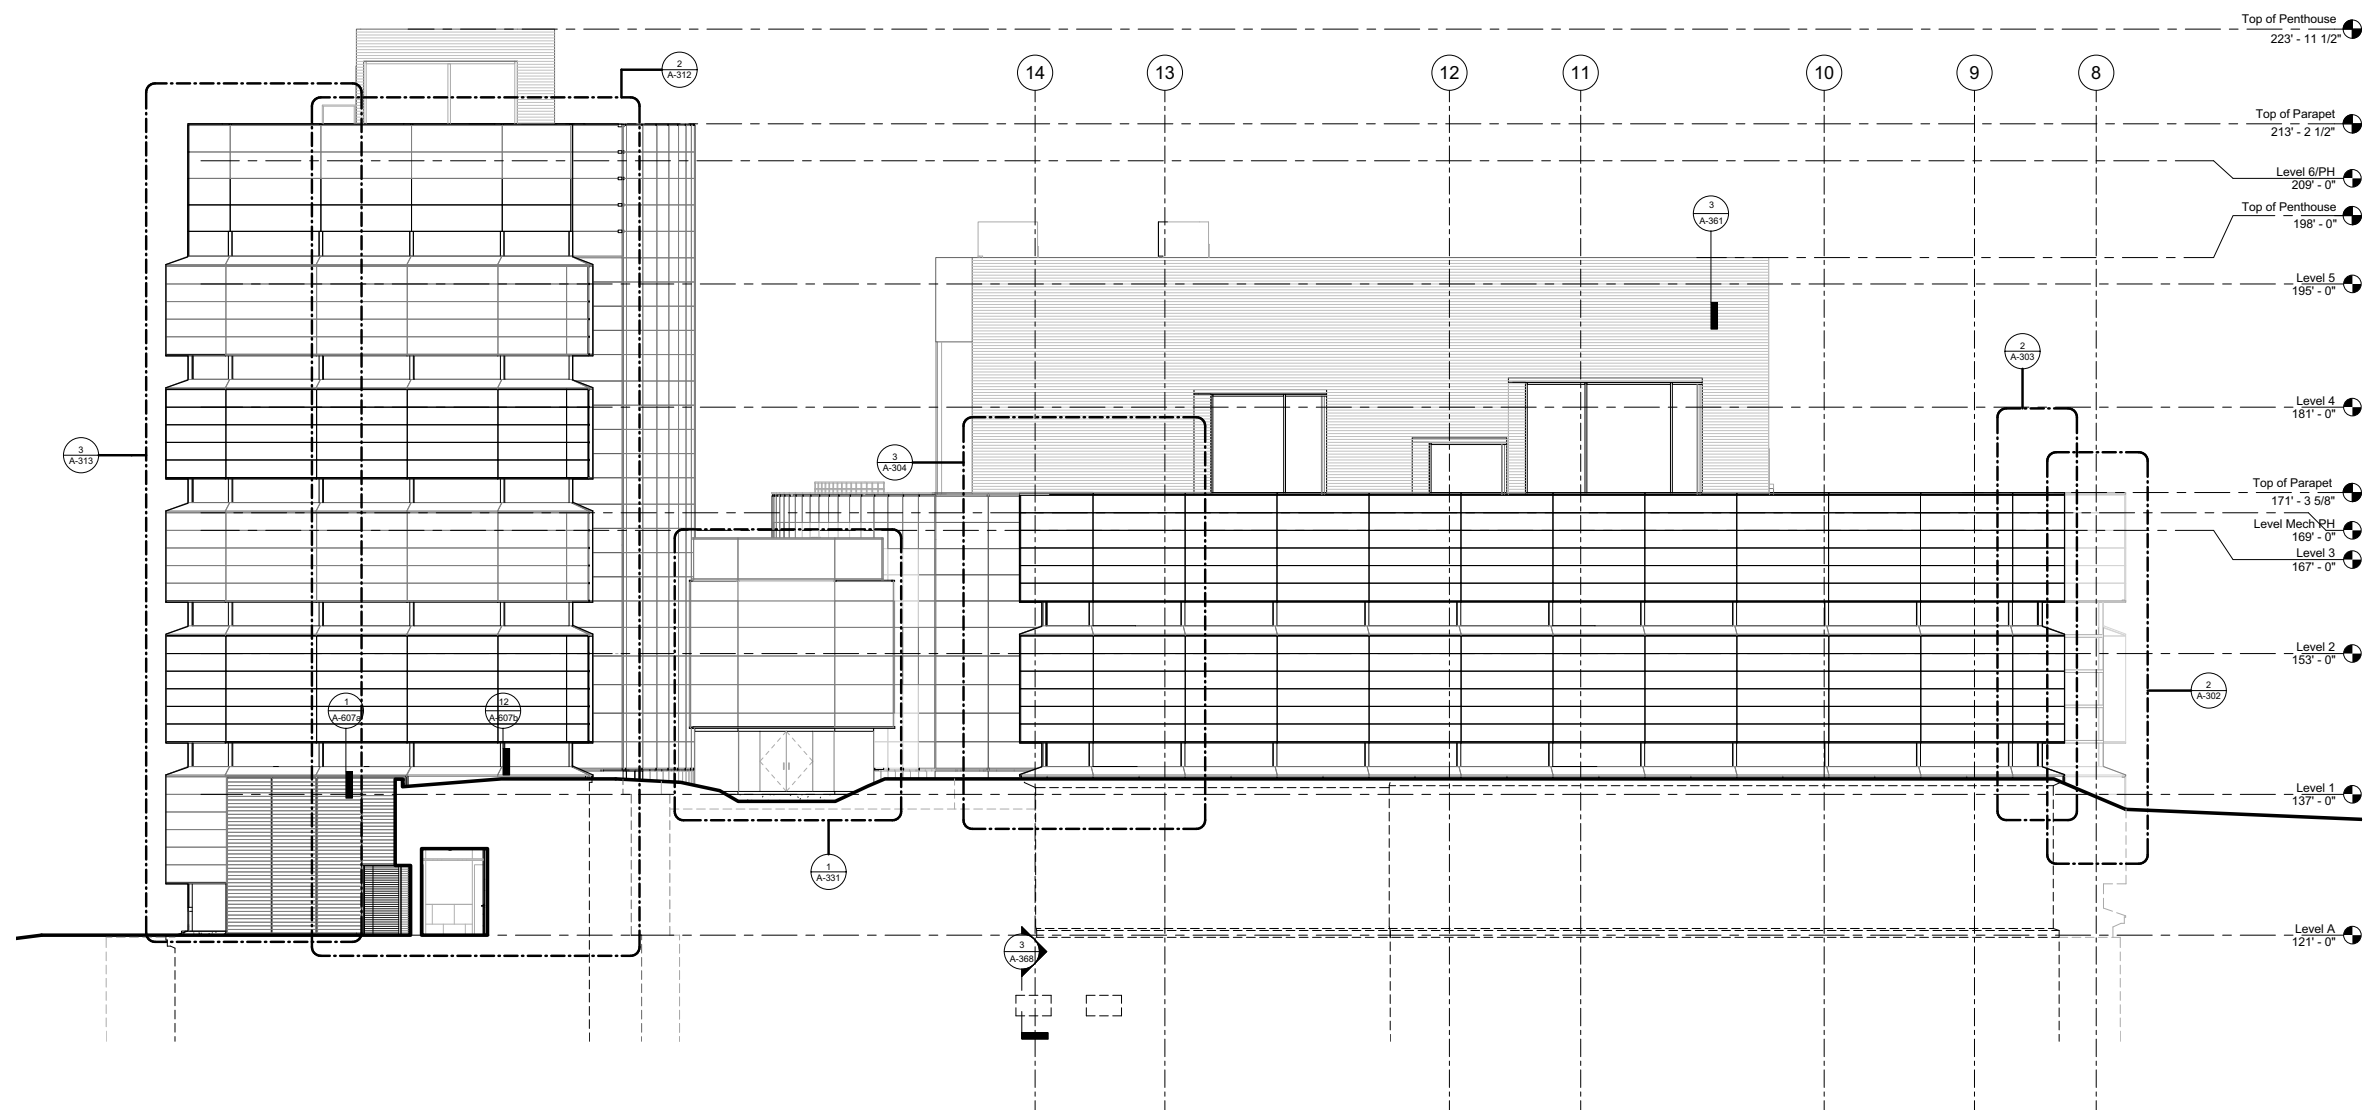 Top of Penthouse
223' - 11 1/2"
2
A-312
14
13
12
11
10
9
8
Top of Parapet
213' - 2 1/2"
Level 6/PH
209' - 0"
3
A-361
Top of Penthouse
198' - 0"
Level 5
195' - 0"
2
A-303
Level 4
181' - 0"
3
A-313
3
A-304
Top of Parapet
171' - 3 5/8"
Level Mech PH
169' - 0"
Level 3
167' - 0"
Level 2
153' - 0"
2
A-302
1
A-607a
12
A-607b
Level 1
137' - 0"
1
A-331
Level A
121' - 0"
3
A-368